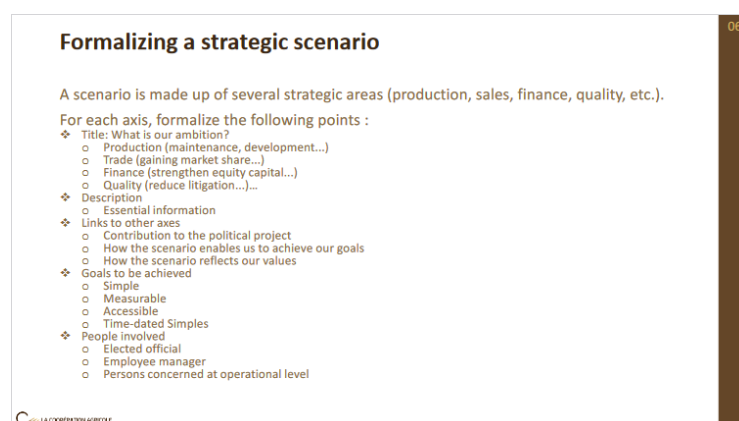 06
Formalizing a strategic scenario
A scenario is made up of several strategic areas (production, sales, finance, quality, etc.).
For each axis, formalize the following points :
❖ Title: What is our ambition?
o Production (maintenance, development...)
o Trade (gaining market share...)
o Finance (strengthen equity capital...)
o Quality (reduce litigation...)...
❖ Description
o Essential information
❖ Links to other axes
o Contribution to the political project
o How the scenario enables us to achieve our goals
o How the scenario reflects our values
❖ Goals to be achieved
o Simple
o Measurable
o Accessible
o Time-dated Simples
❖ People involved
o Elected official
o Employee manager
o Persons concerned at operational level
LA COOPÉRATION AGRICOLE